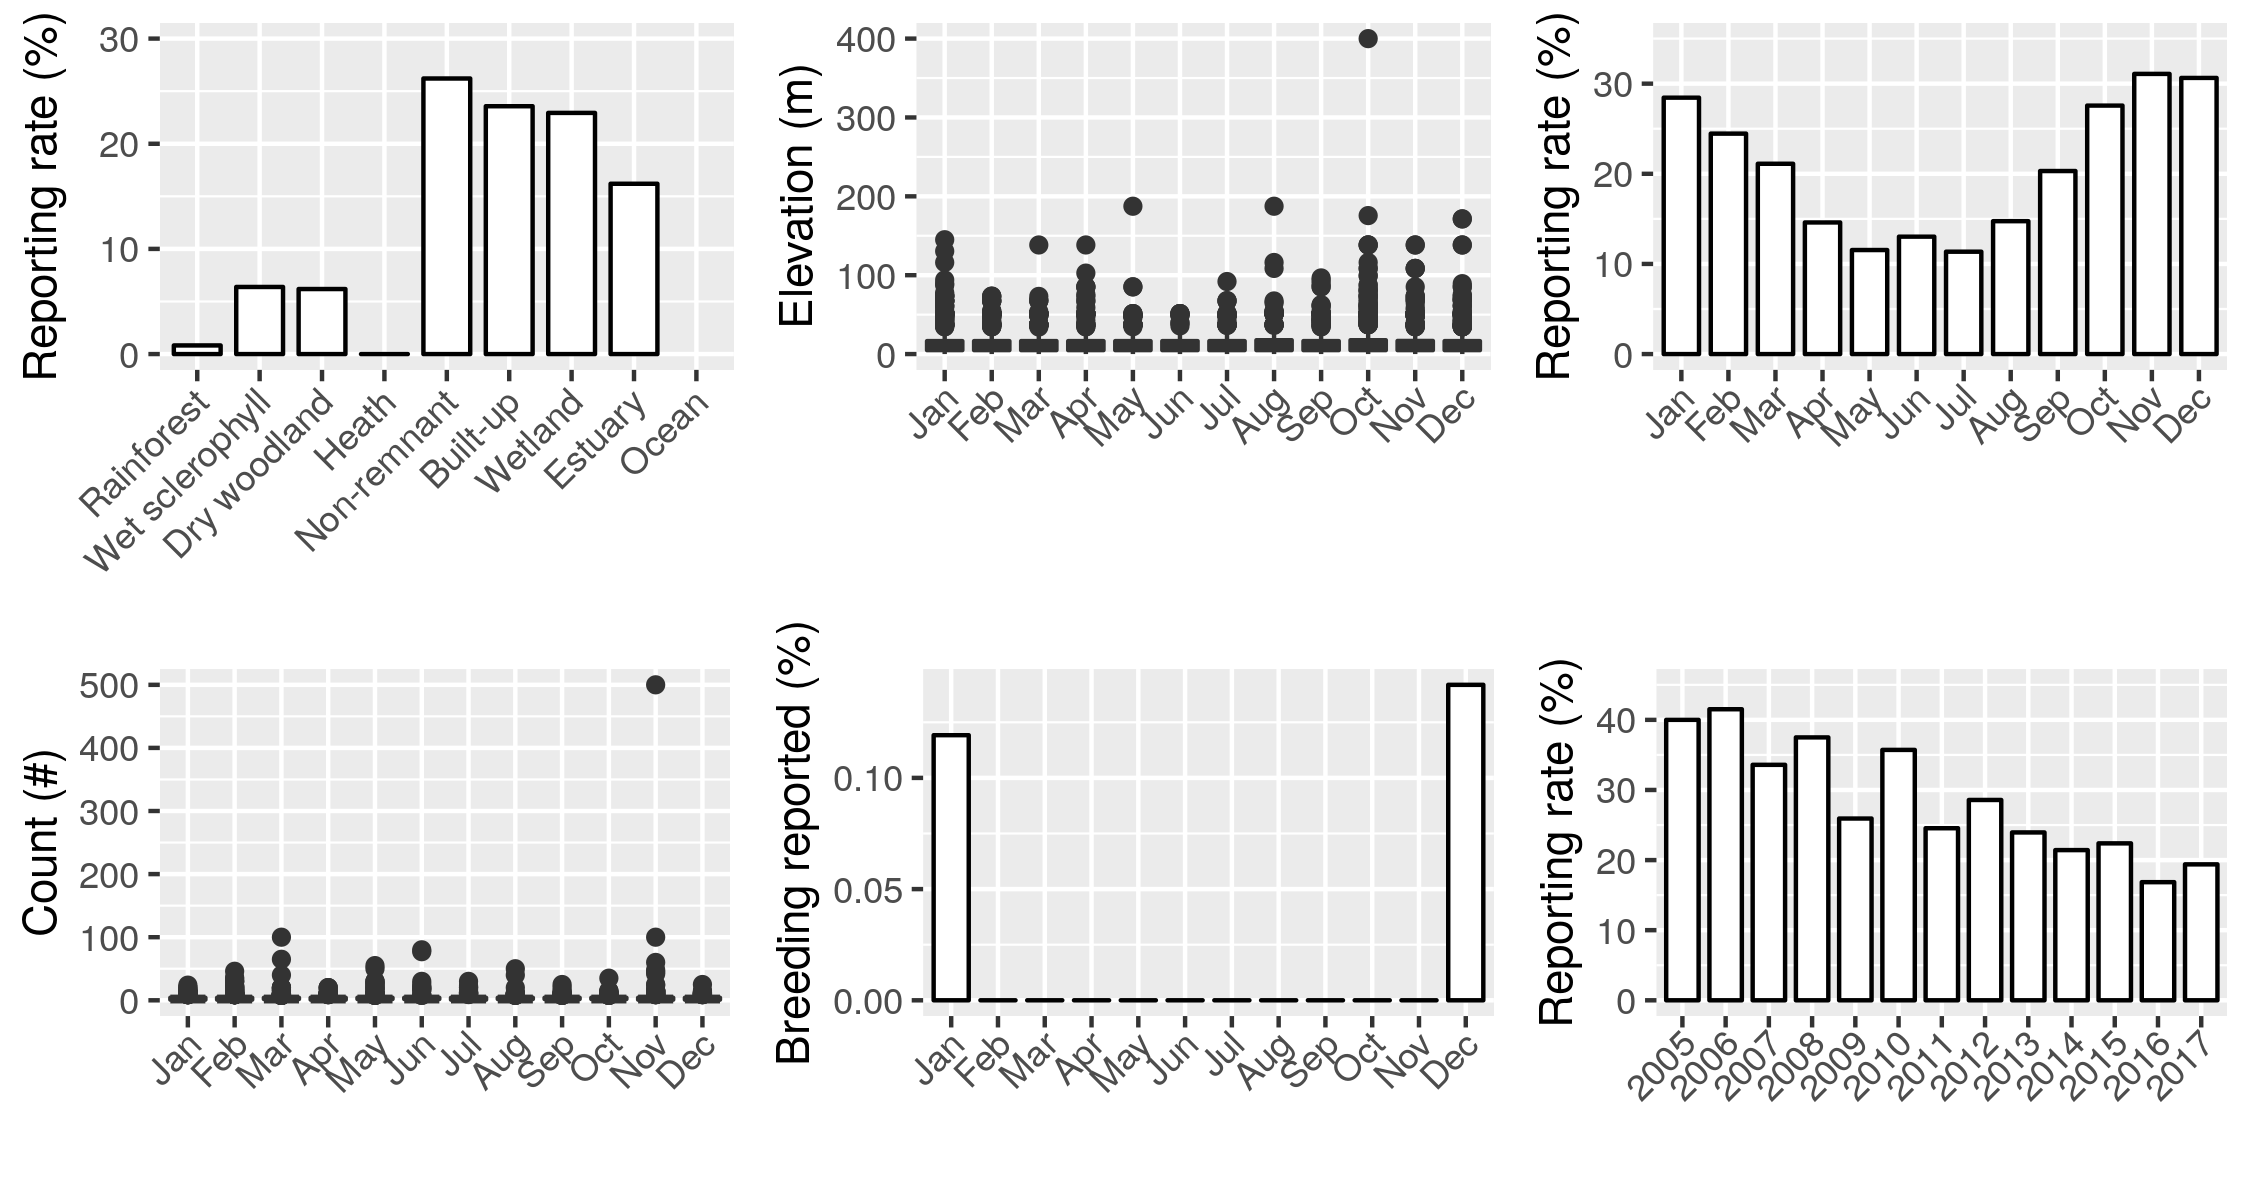 Reporting rate (%)
30
20
10
0
Rainforest
Wet sclerophyll
Dry woodland
Heath
Non-remnant
Built-up
Wetland
Estuary
Ocean
Elevation (m)
400
300
200
100
0
Jan
Feb
Mar
Apr
May
Jun
Jul
Aug
Sep
Oct
Nov
Dec
Reporting rate (%)
30
20
10
0
Jan
Feb
Mar
Apr
May
Jun
Jul
Aug
Sep
Oct
Nov
Dec
Count (#)
500
400
300
200
100
0
Jan
Feb
Mar
Apr
May
Jun
Jul
Aug
Sep
Oct
Nov
Dec
Breeding reported (%)
0.10
0.05
0.00
Jan
Feb
Mar
Apr
May
Jun
Jul
Aug
Sep
Oct
Nov
Dec
Reporting rate (%)
40
30
20
10
0
2005
2006
2007
2008
2009
2010
2011
2012
2013
2014
2015
2016
2017